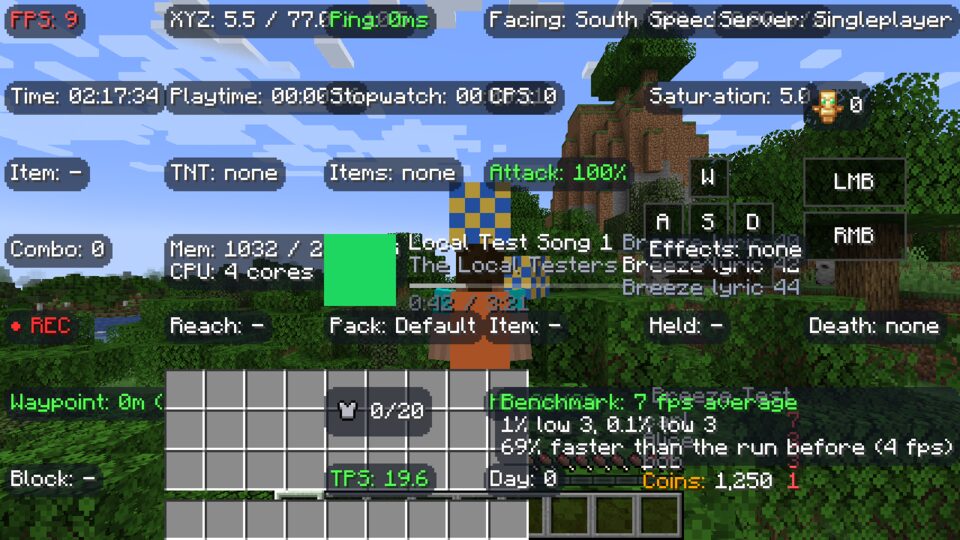 FPS: 9
XYZ: 5.5 / 77.
Ping: 0ms
Facing: South
Speed
Server: Singleplayer
Time: 02:17:34
Playtime: 00:00
Stopwatch: 00
CPS: 0
Saturation: 5.0
0
Item: -
TNT: none
Items: none
Attack: 100%
W
LMB
A S D
RMB
Combo: 0
Mem: 1032 / 2
CPU: 4 cores
Local Test Song 1
The Local Testers
0:42 / 3:21
Effects: none
Breeze lyric 42
Breeze lyric 44
REC
Reach: -
Pack: Default
Item: -
Held: -
Death: none
Waypoint: 0m (
0/20
Breeze Test
Benchmark: 7 fps average
1% low 3, 0.1% low 3
69% faster than the run before (4 fps)
Block: -
TPS: 19.6
Day: 0
Coins: 1,250
1